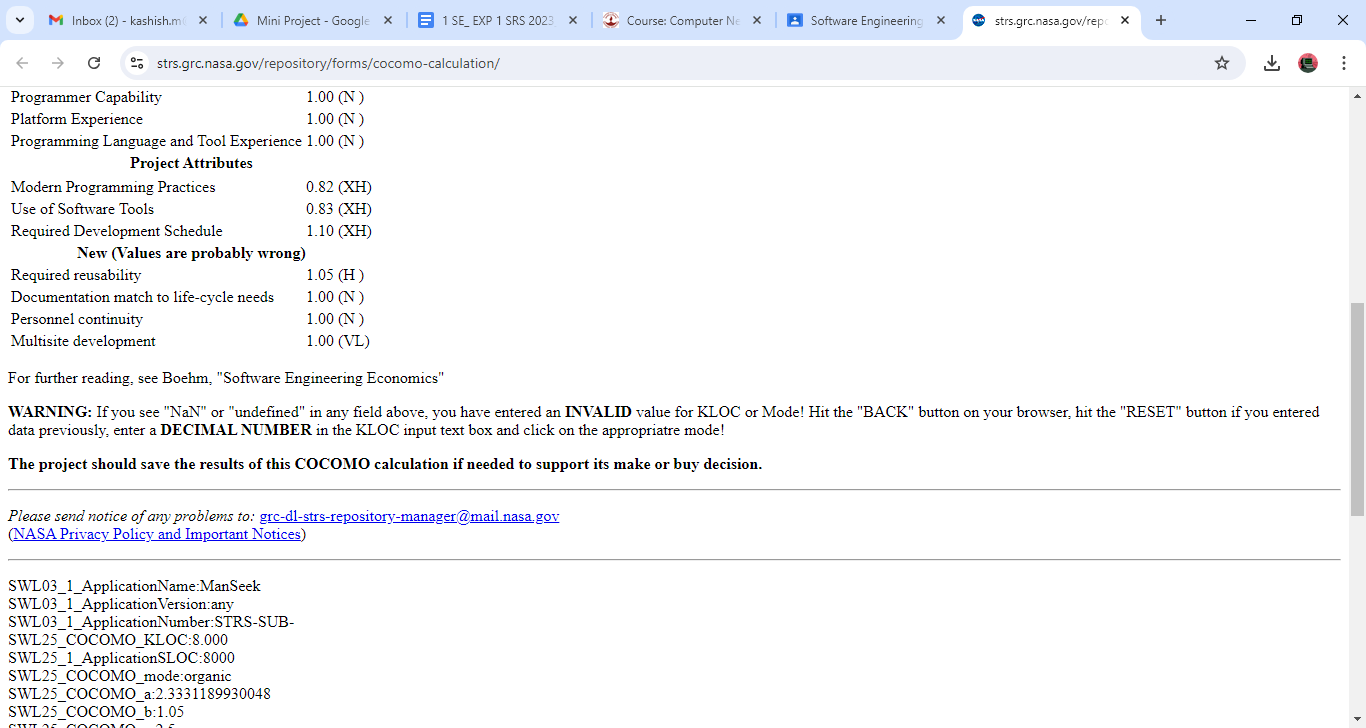 Inbox (2) - kashish.m
Mini Project - Google
1 SE_ EXP 1 SRS 2023
Course: Computer Ne
Software Engineering
strs.grc.nasa.gov/repo
strs.grc.nasa.gov/repository/forms/cocomo-calculation/
Programmer Capability 1.00 (N )
Platform Experience 1.00 (N )
Programming Language and Tool Experience 1.00 (N )
Project Attributes
Modern Programming Practices 0.82 (XH)
Use of Software Tools 0.83 (XH)
Required Development Schedule 1.10 (XH)
New (Values are probably wrong)
Required reusability 1.05 (H )
Documentation match to life-cycle needs 1.00 (N )
Personnel continuity 1.00 (N )
Multisite development 1.00 (VL)
For further reading, see Boehm, "Software Engineering Economics"
WARNING: If you see "NaN" or "undefined" in any field above, you have entered an INVALID value for KLOC or Mode! Hit the "BACK" button on your browser, hit the "RESET" button if you entered
data previously, enter a DECIMAL NUMBER in the KLOC input text box and click on the appropriatre mode!
The project should save the results of this COCOMO calculation if needed to support its make or buy decision.
Please send notice of any problems to: grc-dl-strs-repository-manager@mail.nasa.gov
(NASA Privacy Policy and Important Notices)
SWL03_1_ApplicationName:ManSeek
SWL03_1_ApplicationVersion:any
SWL03_1_ApplicationNumber:STRS-SUB-
SWL25_COCOMO_KLOC:8.000
SWL25_1_ApplicationSLOC:8000
SWL25_COCOMO_mode:organic
SWL25_COCOMO_a:2.3331189930048
SWL25_COCOMO_b:1.05